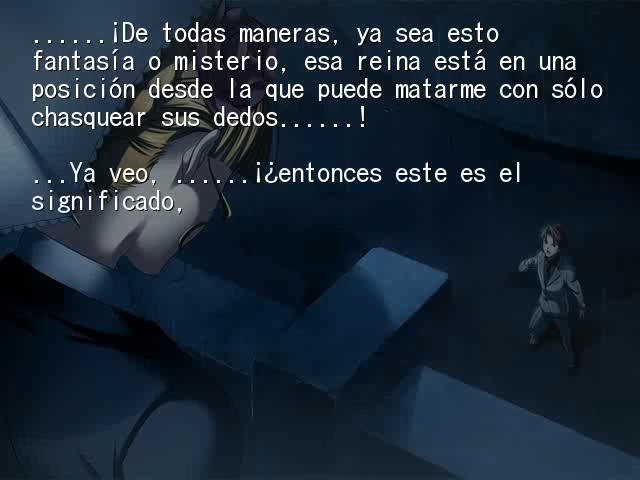 ......¡De todas maneras, ya sea esto
fantasía o misterio, esa reina está en una
posición desde la que puede matarme con sólo
chasquear sus dedos......!
...Ya veo, ......¡¿entonces este es el
significado,